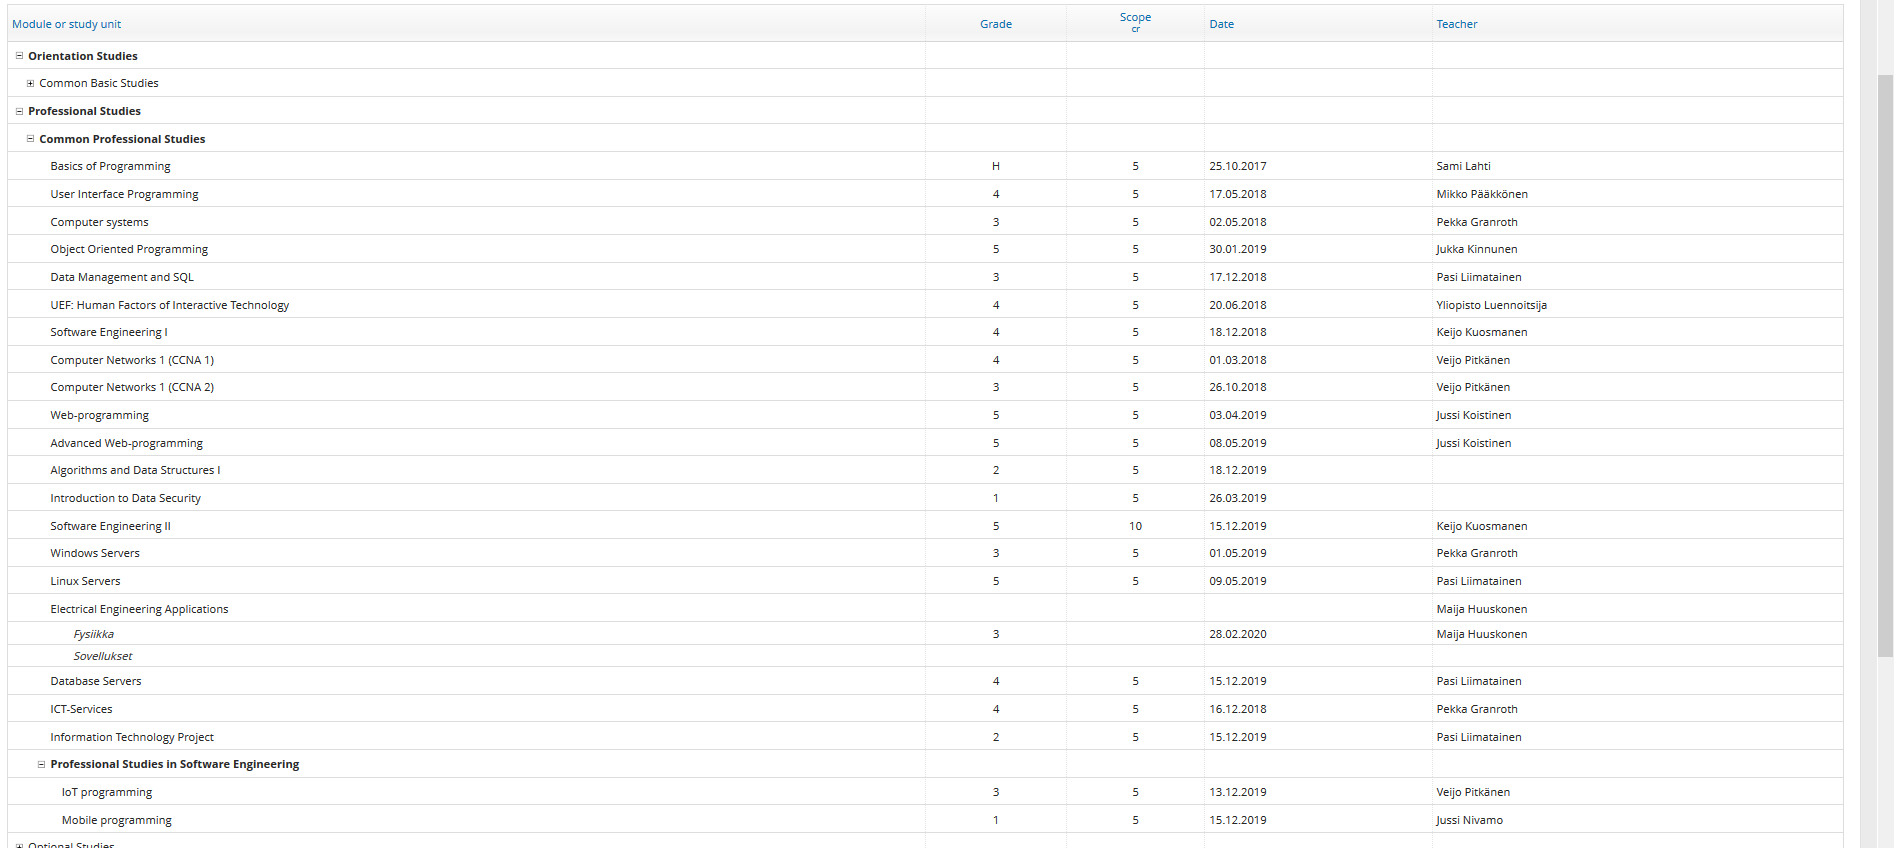 Module or study unit Grade Scope cr Date Teacher
Orientation Studies
Common Basic Studies
Professional Studies
Common Professional Studies
Basics of Programming H 5 25.10.2017 Sami Lahti
User Interface Programming 4 5 17.05.2018 Mikko Pääkkönen
Computer systems 3 5 02.05.2018 Pekka Granroth
Object Oriented Programming 5 5 30.01.2019 Jukka Kinnunen
Data Management and SQL 3 5 17.12.2018 Pasi Liimatainen
UEF: Human Factors of Interactive Technology 4 5 20.06.2018 Yliopisto Luennoitsija
Software Engineering I 4 5 18.12.2018 Keijo Kuosmanen
Computer Networks 1 (CCNA 1) 4 5 01.03.2018 Veijo Pitkänen
Computer Networks 1 (CCNA 2) 3 5 26.10.2018 Veijo Pitkänen
Web-programming 5 5 03.04.2019 Jussi Koistinen
Advanced Web-programming 5 5 08.05.2019 Jussi Koistinen
Algorithms and Data Structures I 2 5 18.12.2019
Introduction to Data Security 1 5 26.03.2019
Software Engineering II 5 10 15.12.2019 Keijo Kuosmanen
Windows Servers 3 5 01.05.2019 Pekka Granroth
Linux Servers 5 5 09.05.2019 Pasi Liimatainen
Electrical Engineering Applications Maija Huuskonen
Fysiikka 3 28.02.2020 Maija Huuskonen
Sovellukset
Database Servers 4 5 15.12.2019 Pasi Liimatainen
ICT-Services 4 5 16.12.2018 Pekka Granroth
Information Technology Project 2 5 15.12.2019 Pasi Liimatainen
Professional Studies in Software Engineering
IoT programming 3 5 13.12.2019 Veijo Pitkänen
Mobile programming 1 5 15.12.2019 Jussi Nivamo
Optional Studies